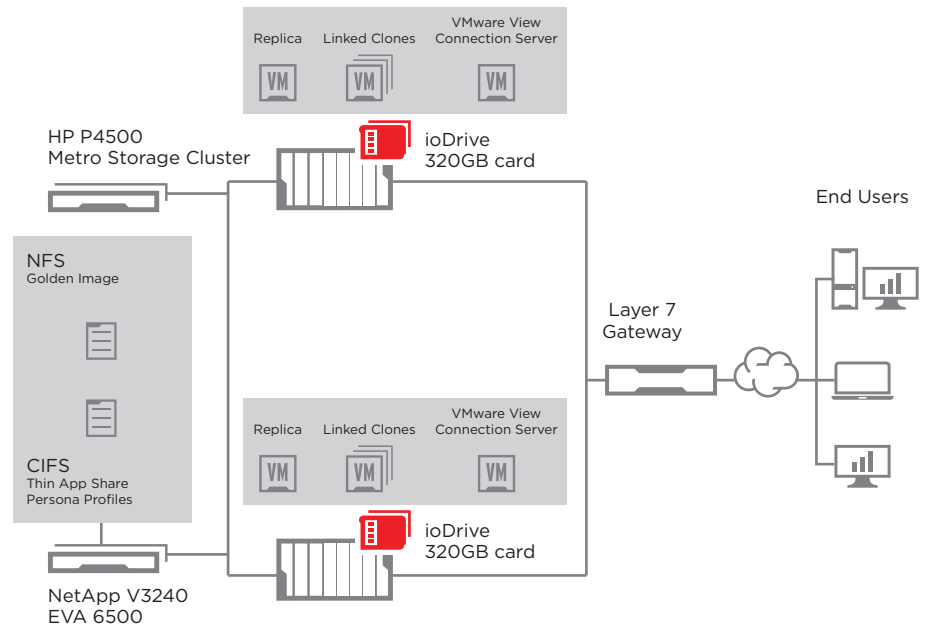 Replica
Linked Clones
VMware View
Connection Server
VM
VM
VM
HP P4500
Metro Storage Cluster
ioDrive
320GB card
End Users
NFS
Golden Image
Layer 7
Gateway
CIFS
Thin App Share
Persona Profiles
Replica
Linked Clones
VMware View
Connection Server
VM
VM
VM
ioDrive
320GB card
NetApp V3240
EVA 6500